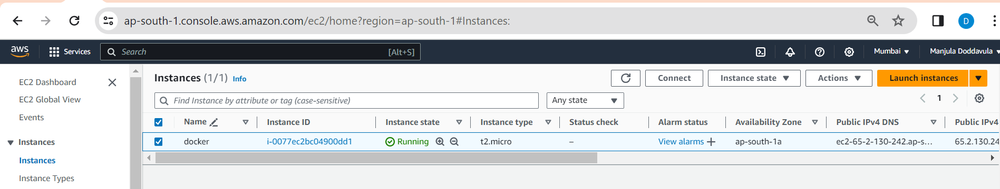 ap-south-1.console.aws.amazon.com/ec2/home?region=ap-south-1#Instances:
D
aws Services Search [Alt+S] Mumbai Manjula Doddavula
EC2 Dashboard
EC2 Global View
Events
Instances
Instances
Instance Types
Instances (1/1) Info Connect Instance state Actions Launch instances
Find Instance by attribute or tag (case-sensitive) Any state 1
Name Instance ID Instance state Instance type Status check Alarm status Availability Zone Public IPv4 DNS Public IPv4
docker i-0077ec2bc04900dd1 Running t2.micro – View alarms + ap-south-1a ec2-65-2-130-242.ap-s... 65.2.130.24